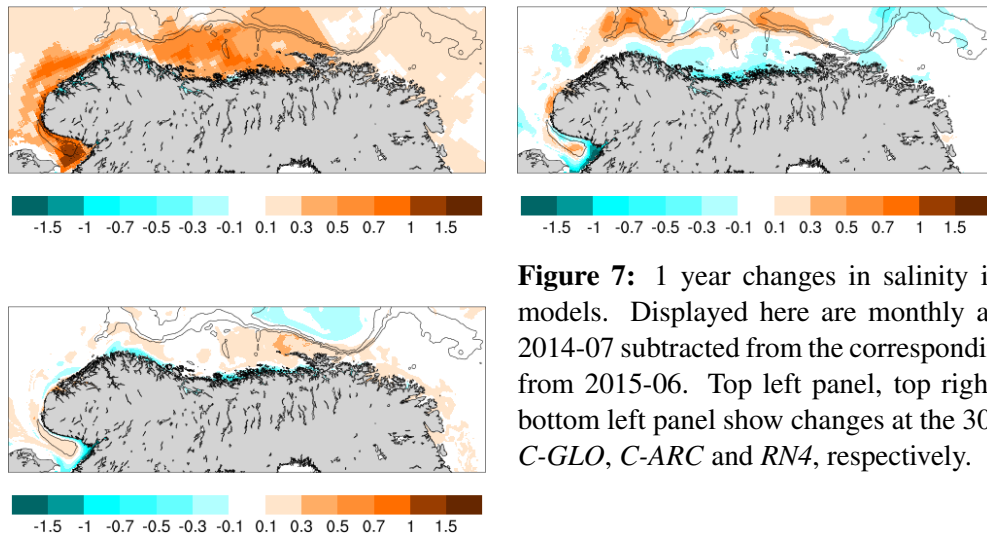 -1.5 -1 -0.7 -0.5 -0.3 -0.1 0.1 0.3 0.5 0.7 1 1.5
-1.5 -1 -0.7 -0.5 -0.3 -0.1 0.1 0.3 0.5 0.7 1 1.5
Figure 7: 1 year changes in salinity i
models. Displayed here are monthly a
2014-07 subtracted from the correspondi
from 2015-06. Top left panel, top righ
bottom left panel show changes at the 30
C-GLO, C-ARC and RN4, respectively.
-1.5 -1 -0.7 -0.5 -0.3 -0.1 0.1 0.3 0.5 0.7 1 1.5